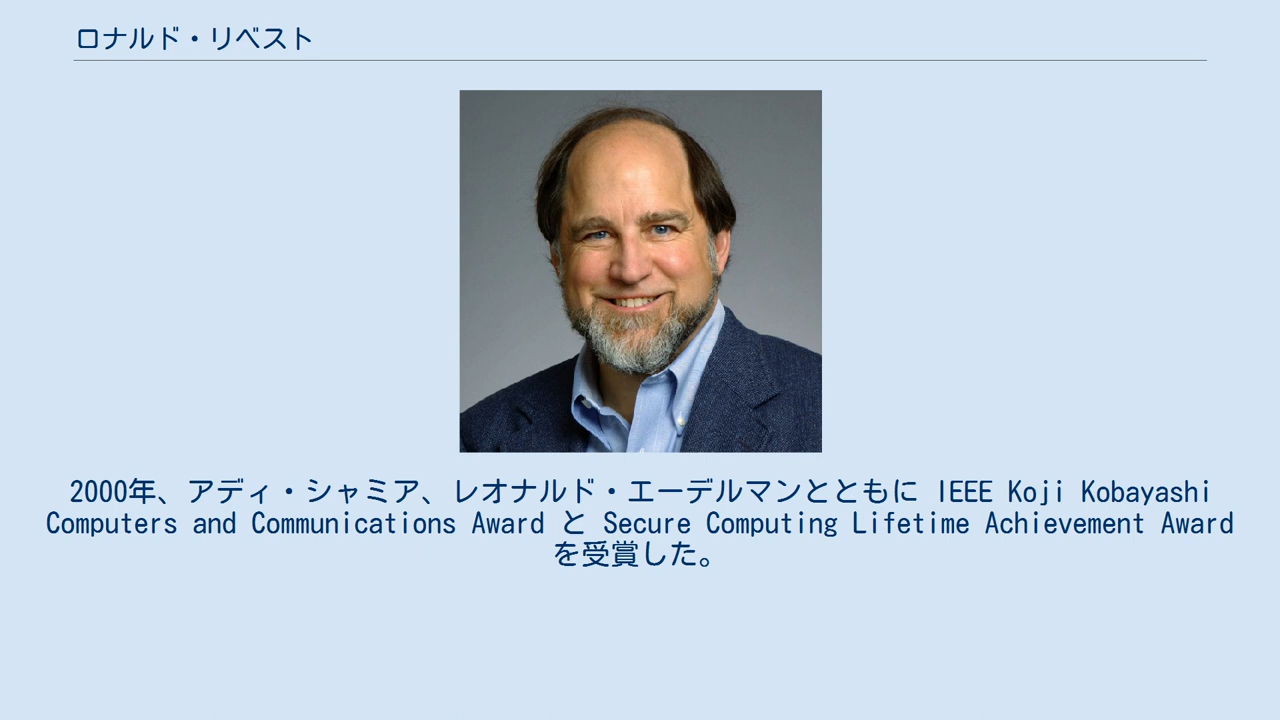 ロナルド・リベスト
2000年、アディ・シャミア、レオナルド・エーデルマンとともに IEEE Koji Kobayashi
Computers and Communications Award と Secure Computing Lifetime Achievement Award
を受賞した。